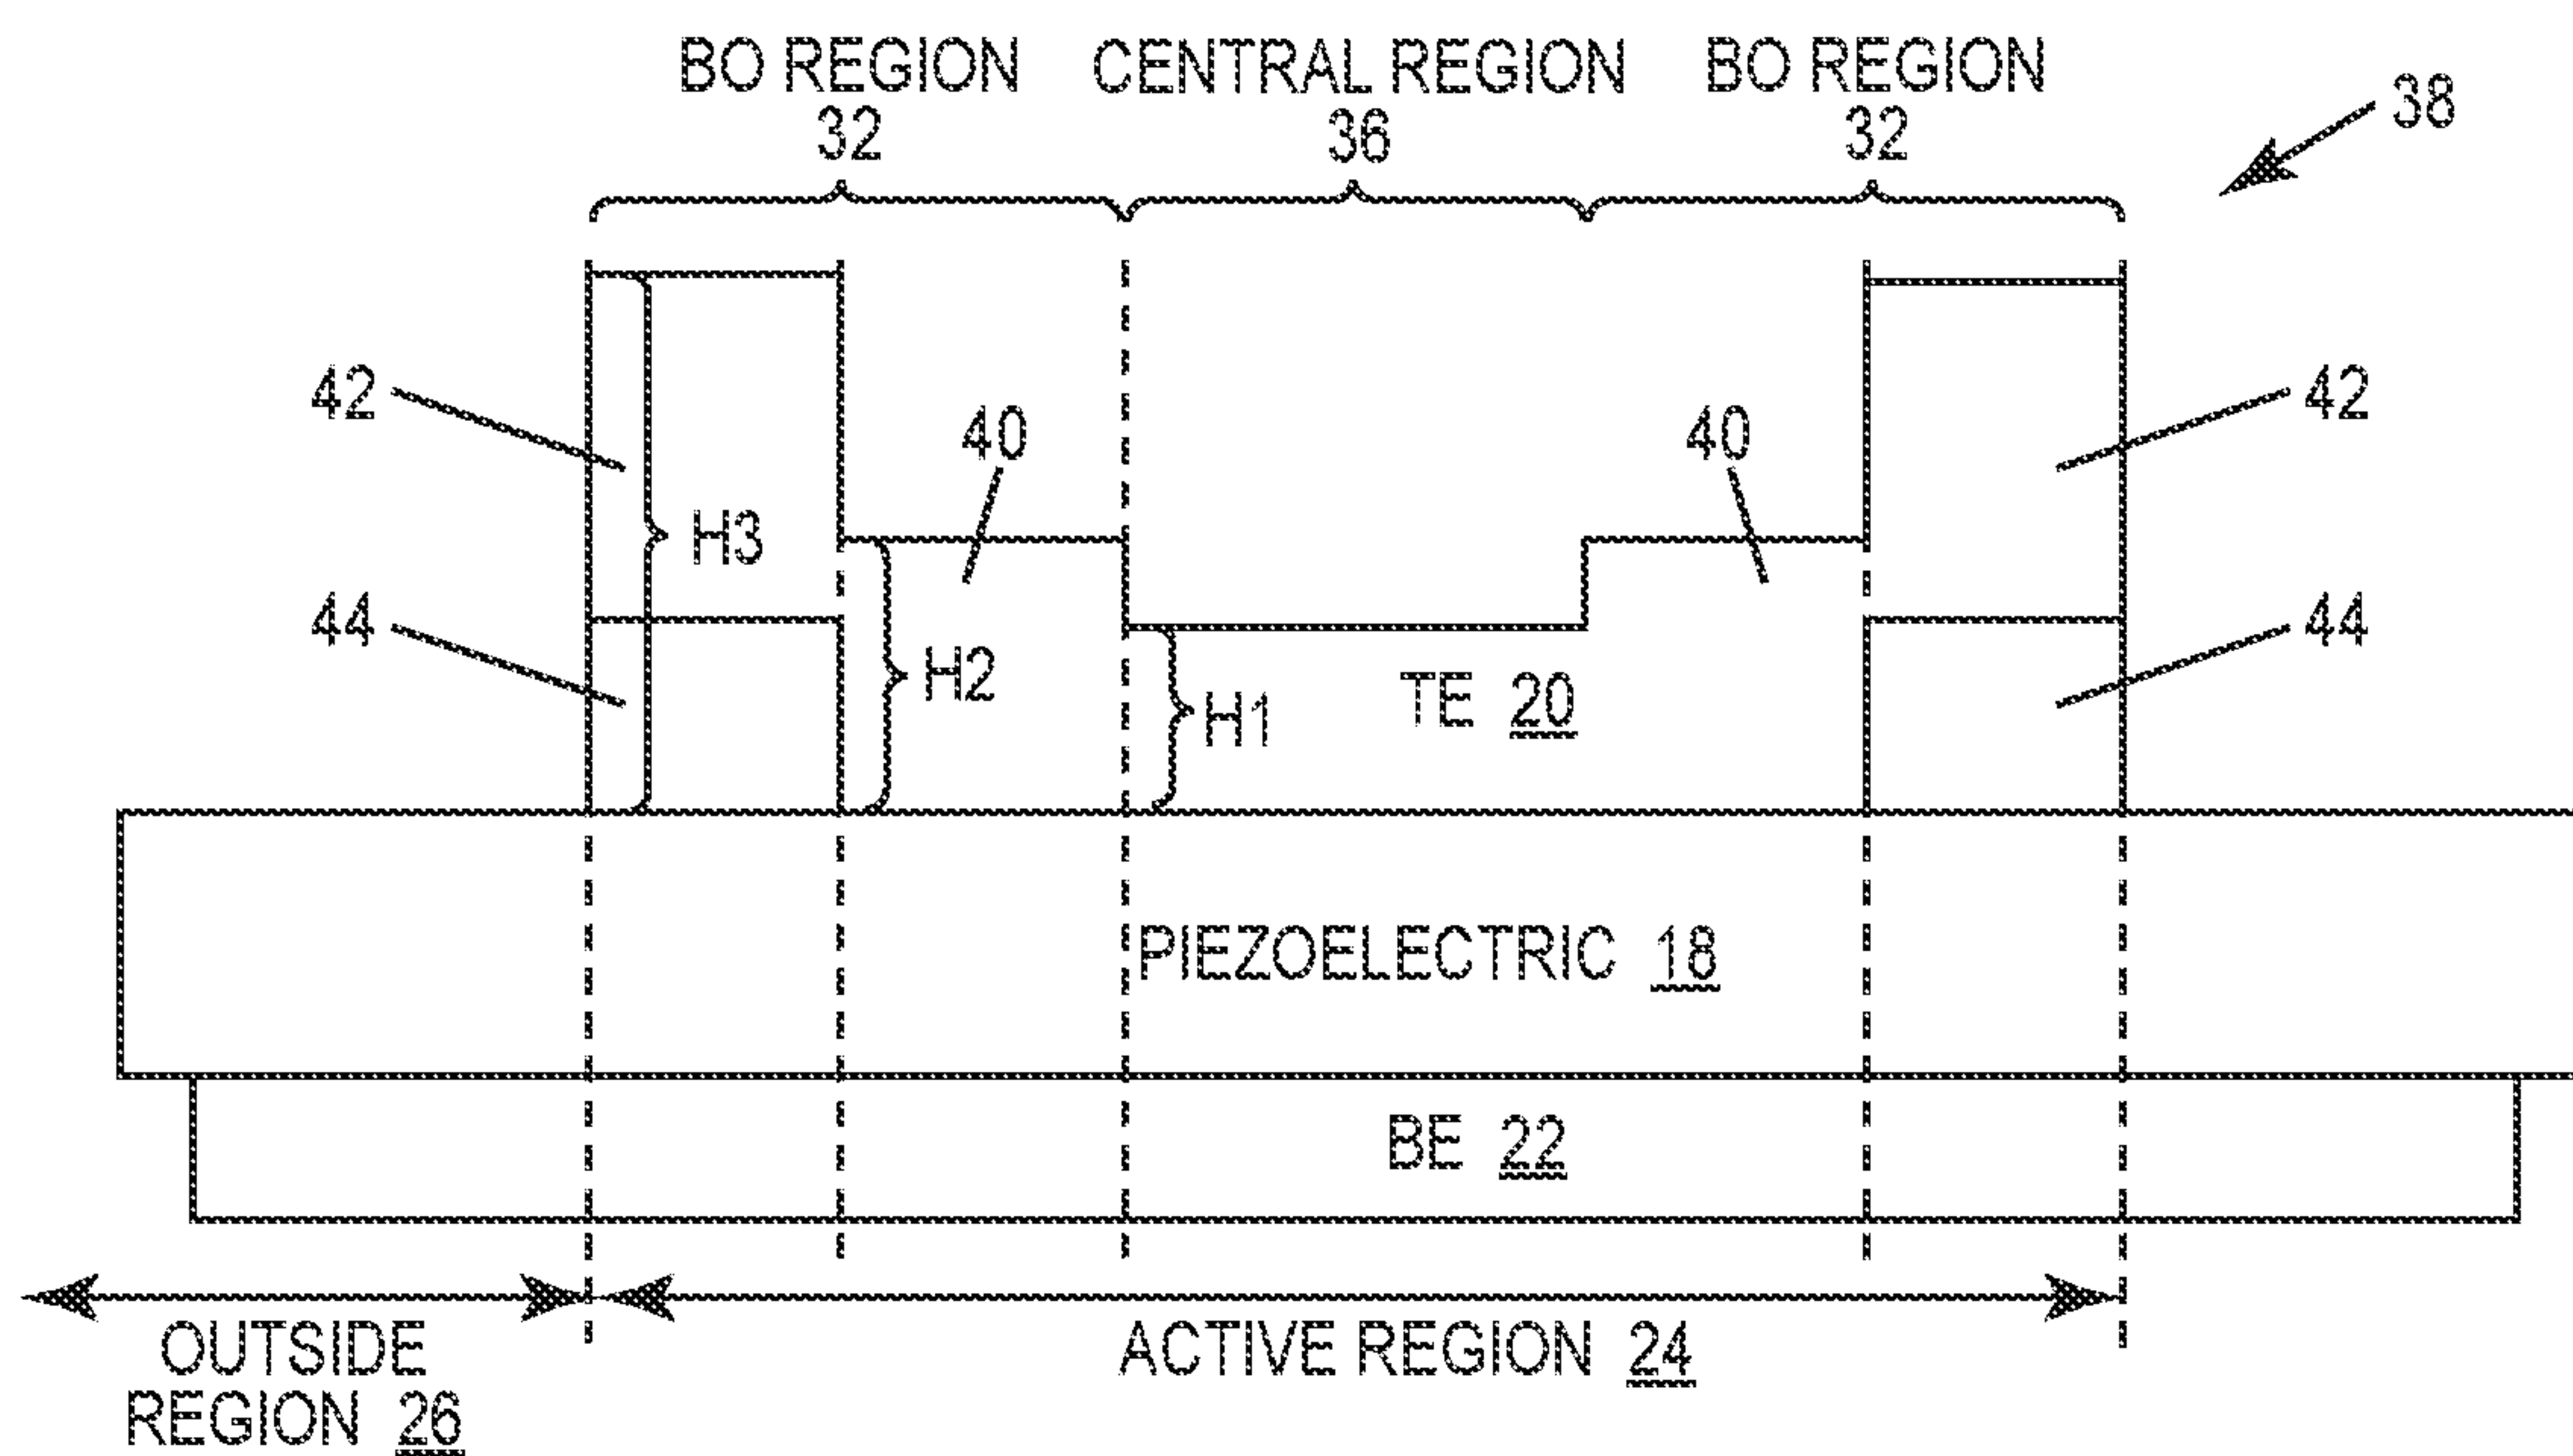 BO REGION
32
CENTRAL REGION
36
BO REGION
32
38
42
40
40
42
H3
44
H2
H1
TE 20
44
PIEZOELECTRIC 18
BE 22
OUTSIDE
REGION 26
ACTIVE REGION 24